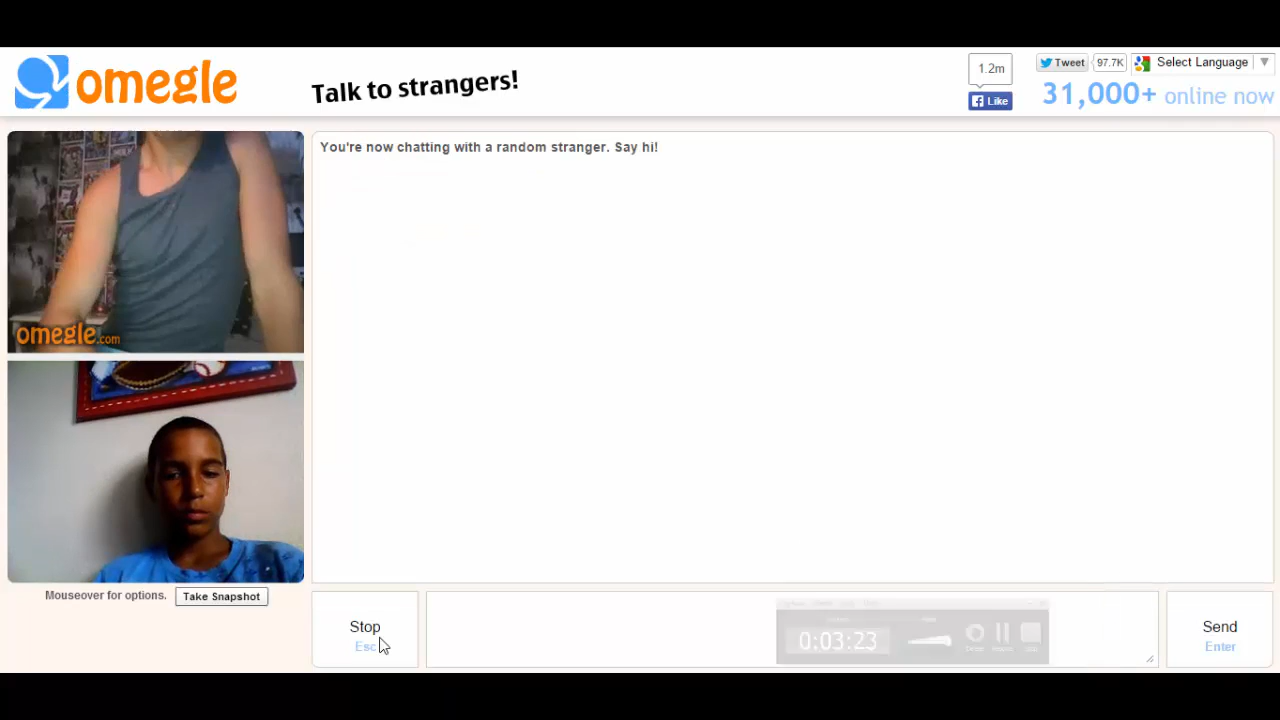 omegle
Talk to strangers!
1.2m
Like
Tweet
97.7K
Select Language
31,000+ online now
You're now chatting with a random stranger. Say hi!
omegle.com
Mouseover for options.
Take Snapshot
Stop
Esc
0:03:23
Send
Enter